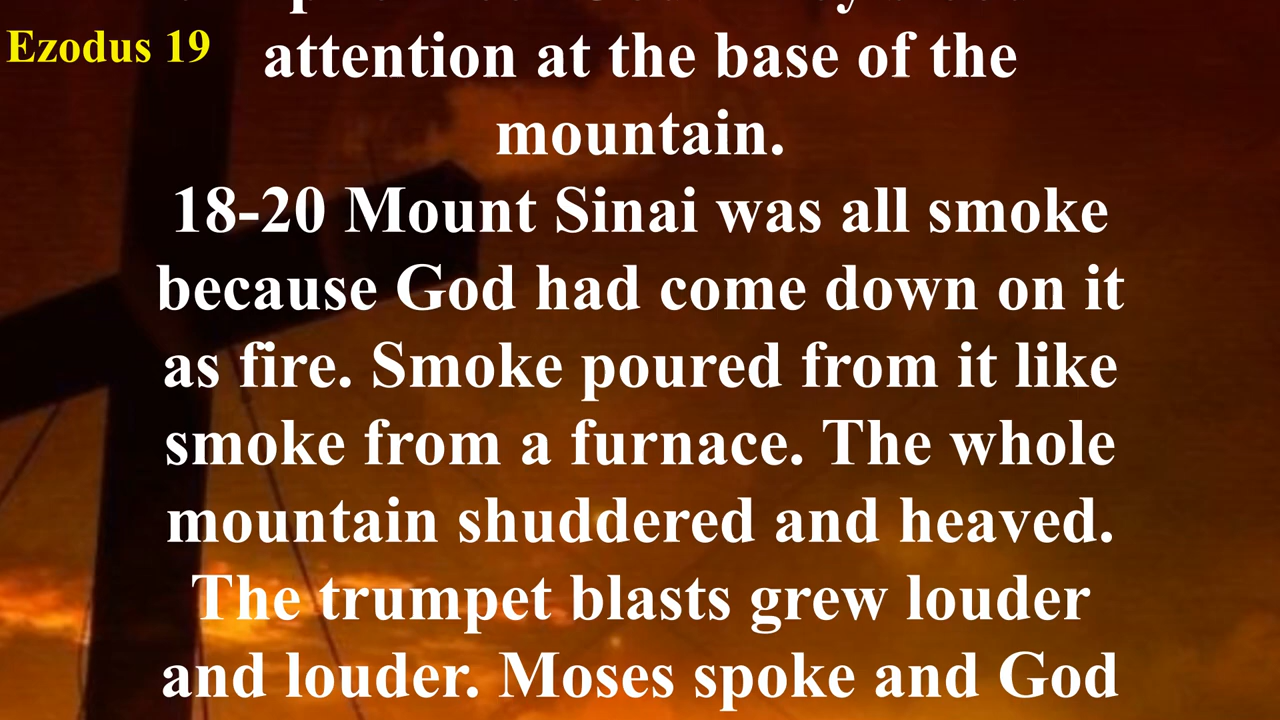 Ezodus 19
attention at the base of the
mountain.
18-20 Mount Sinai was all smoke
because God had come down on it
as fire. Smoke poured from it like
smoke from a furnace. The whole
mountain shuddered and heaved.
The trumpet blasts grew louder
and louder. Moses spoke and God